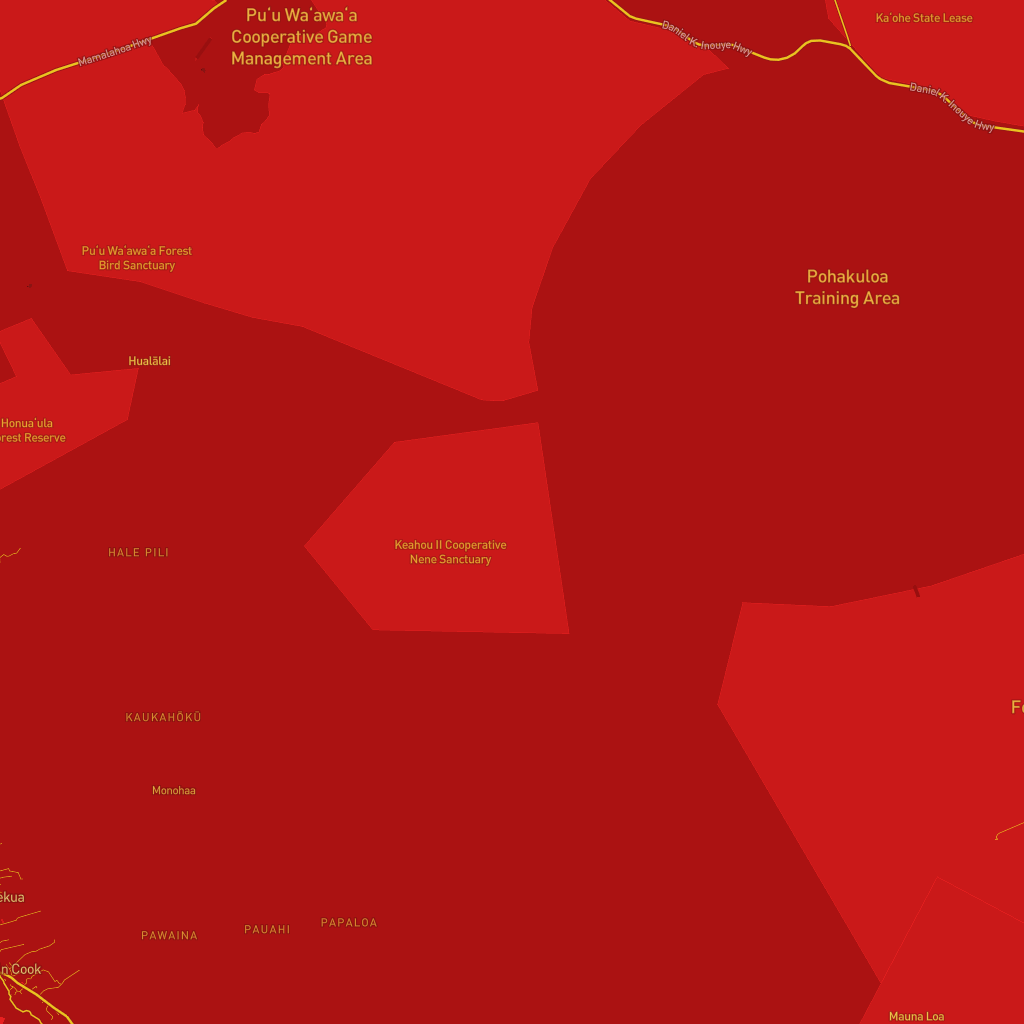 Pu‘u Wa‘awa‘a
Cooperative Game
Management Area
Ka‘ohe State Lease
Mamalahoa Hwy
Daniel K. Inouye Hwy
Daniel K. Inouye Hwy
Pu‘u Wa‘awa‘a Forest
Bird Sanctuary
Pohakuloa
Training Area
Hualālai
Honua‘ula
Keahou II Cooperative
Nene Sanctuary
HALE PILI
KAUKAHŌKŪ
Monohaa
PAPALOA
PAUAHI
PAWAINA
Cook
Mauna Loa